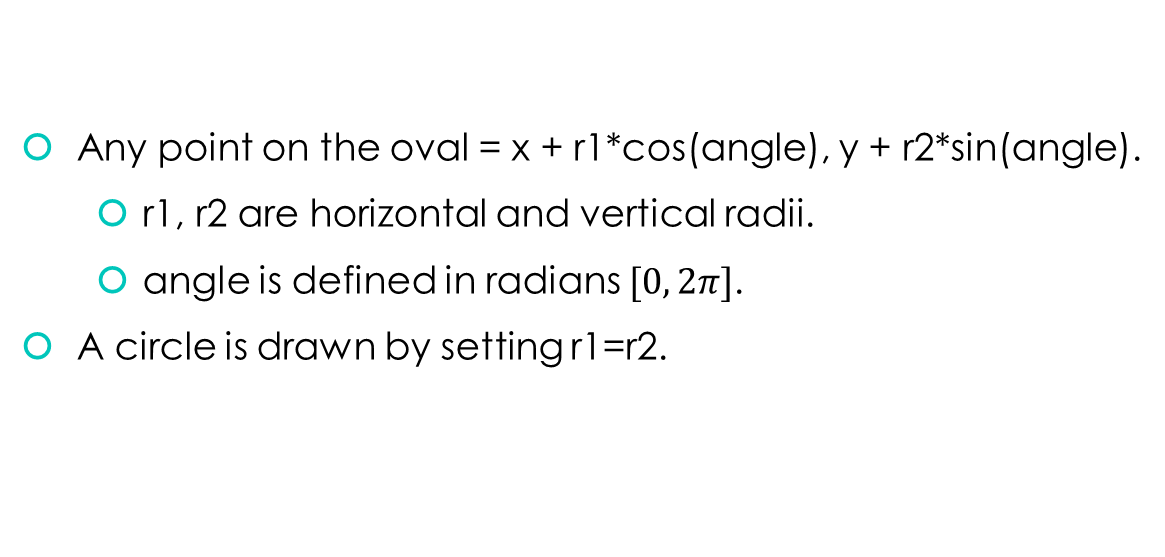 Any point on the oval = x + r1*cos(angle), y + r2*sin(angle).
r1, r2 are horizontal and vertical radii.
angle is defined in radians [0, 2π].
A circle is drawn by setting r1=r2.